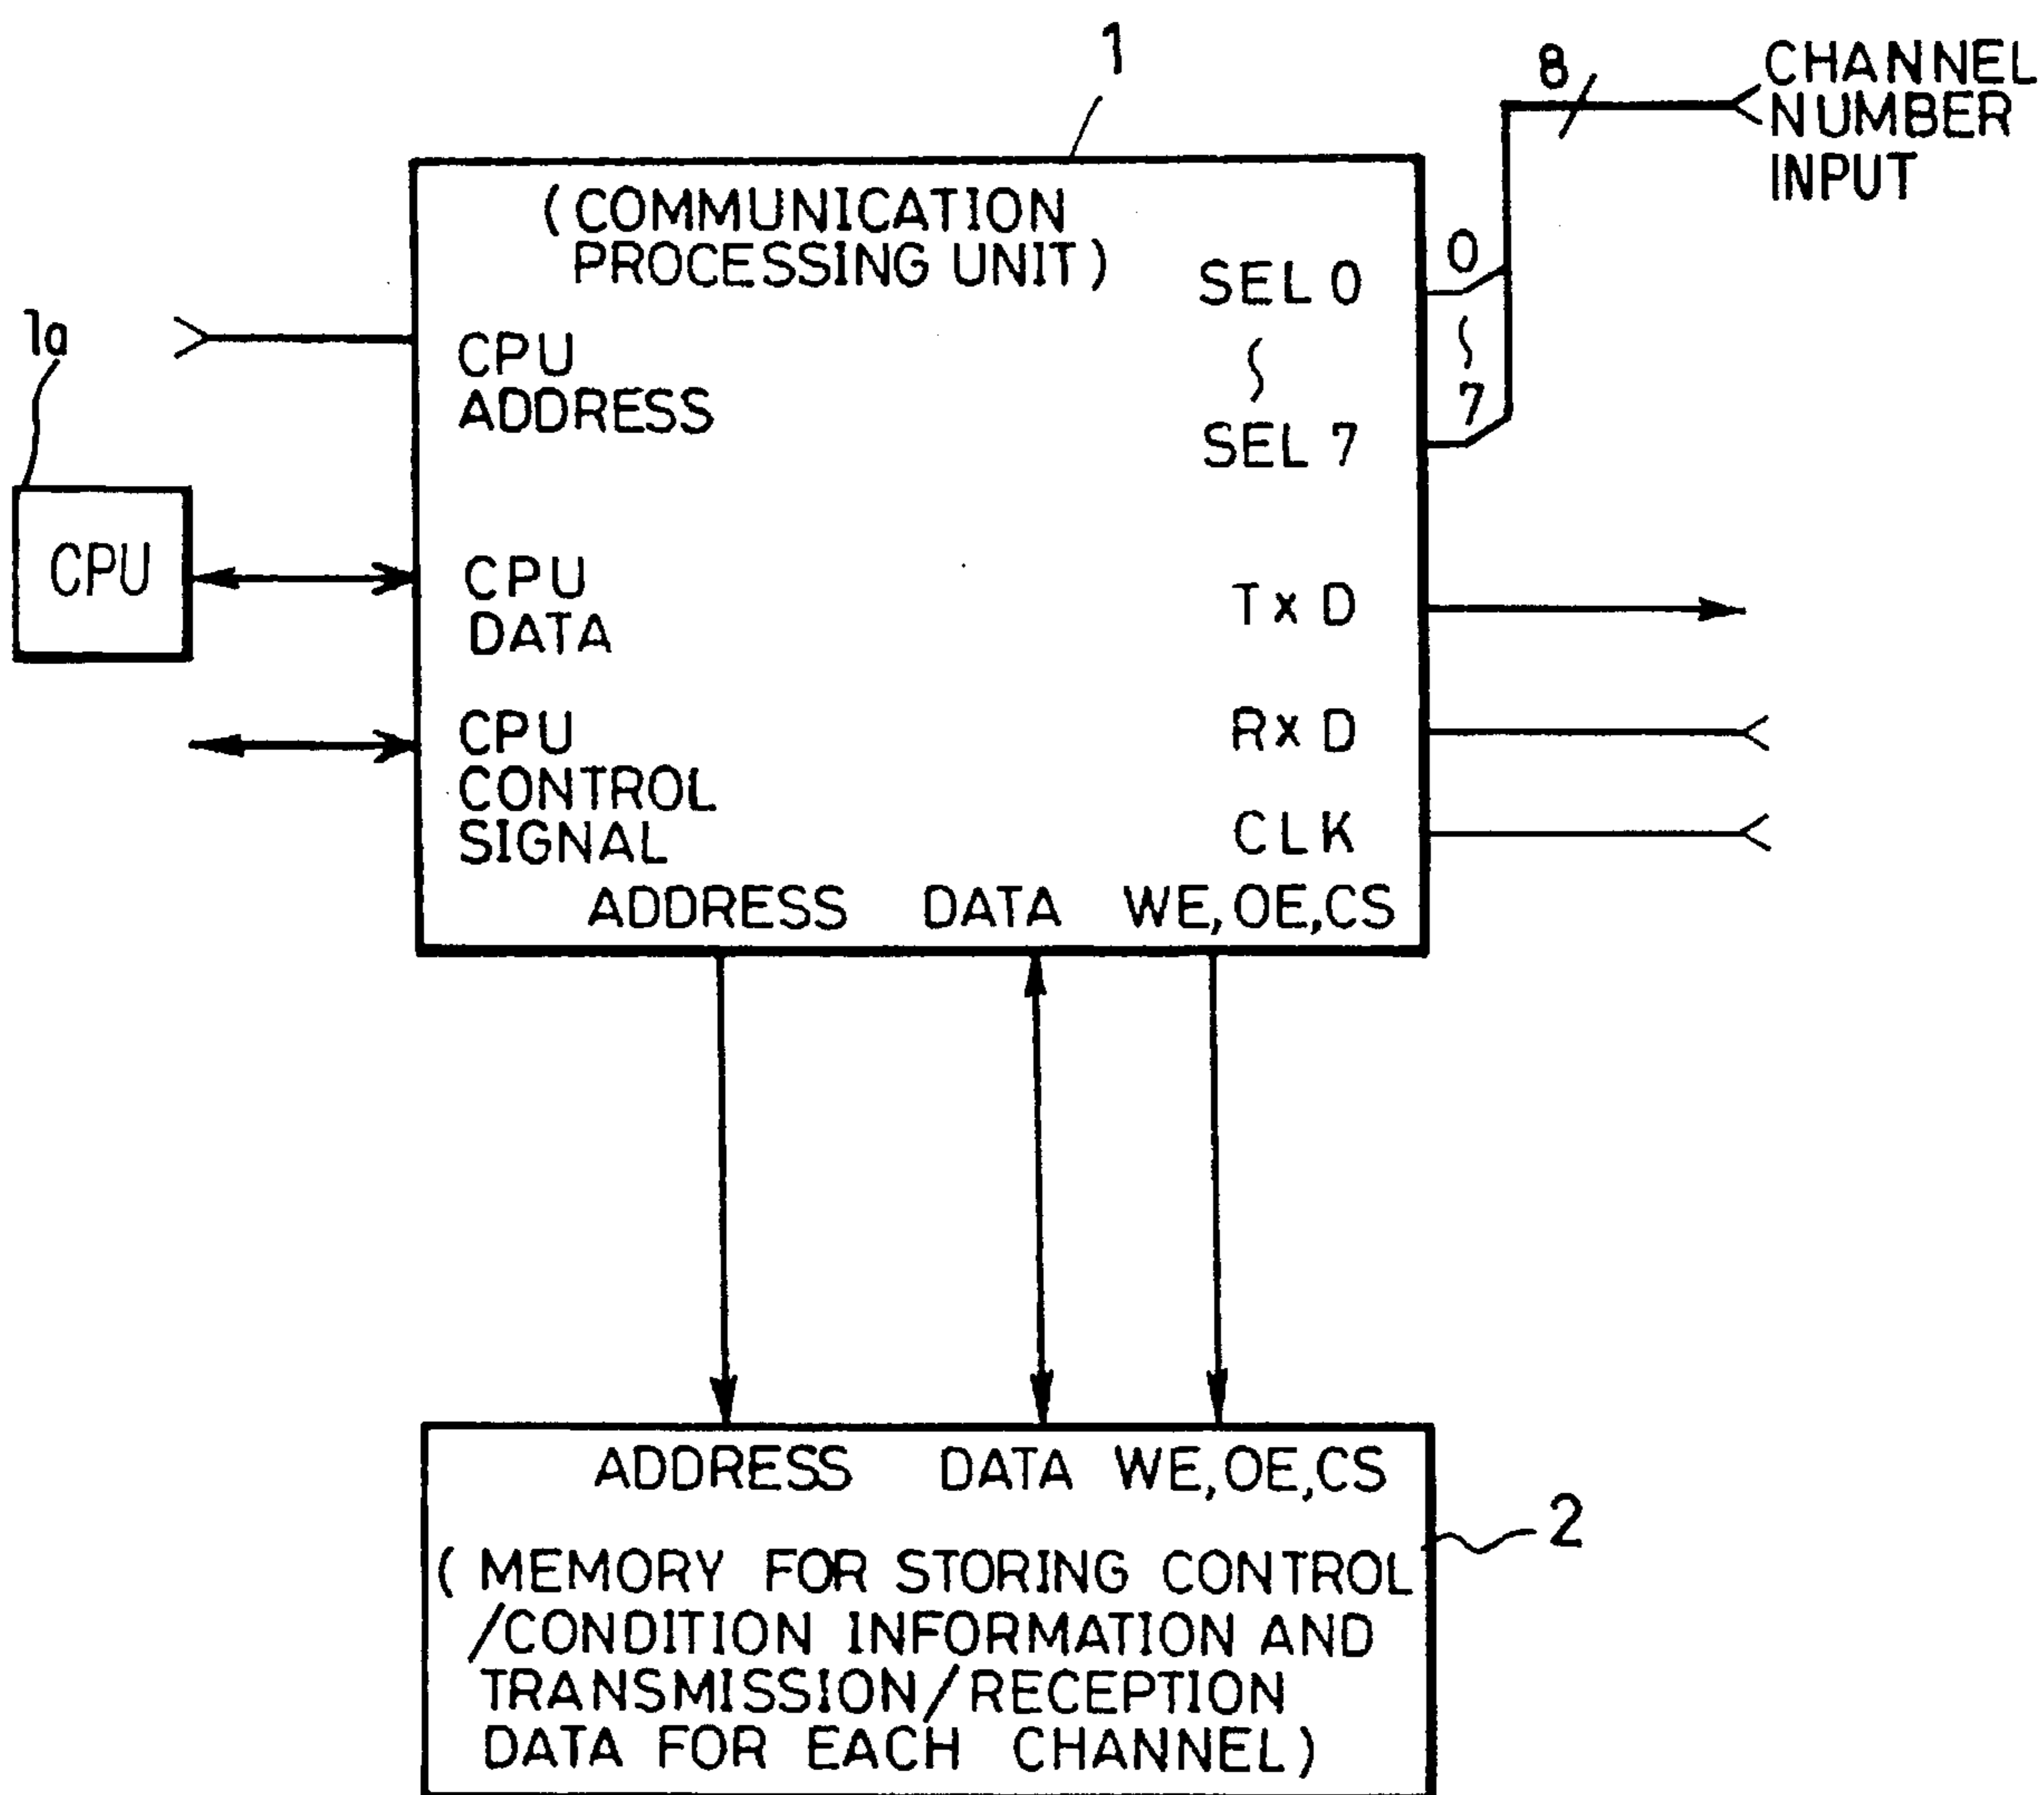 1
8
CHANNEL
NUMBER
INPUT
(COMMUNICATION
PROCESSING UNIT)
SEL 0
0
1a
CPU
ADDRESS
SEL 7
7
CPU
CPU
DATA
TxD
RxD
CPU
CONTROL
SIGNAL
CLK
ADDRESS DATA WE,OE,CS
ADDRESS DATA WE,OE,CS
2
( MEMORY FOR STORING CONTROL
/CONDITION INFORMATION AND
TRANSMISSION/RECEPTION
DATA FOR EACH CHANNEL)